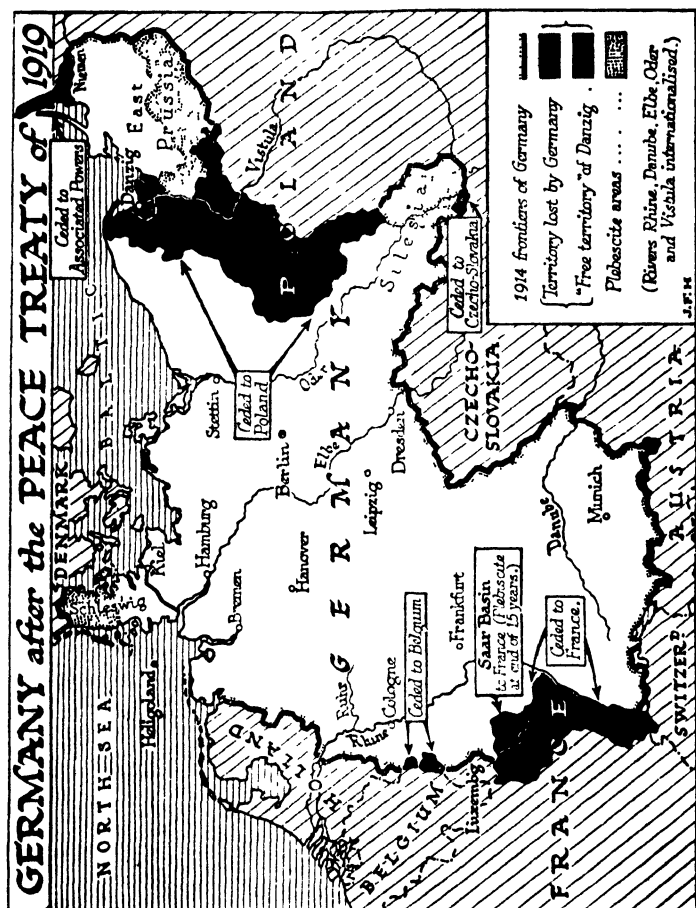 GERMANY after the PEACE TREATY of 1919
NORTH SEA
DENMARK
BALTIC
Schleswig
Heligoland
Kiel
Hamburg
Bremen
Stettin
Ceded to
Associated Powers
Danzig
East
Prussia
Niemen
Vistula
POLAND
Ceded to
Poland
Berlin
Hanover
Elbe
Oder
GERMANY
Leipzig
Dresden
Silesia
Ceded to
Czecho-Slovakia
CZECHO-
SLOVAKIA
HOLLAND
Ruhr
Rhine
Cologne
Ceded to Belgium
BELGIUM
Luxemburg
Frankfurt
Saar Basin
to France (Plebiscite
at end of 15 years.)
Ceded to
France.
FRANCE
Danube
Munich
SWITZERD
AUSTRIA
1914 frontiers of Germany
Territory lost by Germany
"Free territory" of Danzig .
Plebescite areas . . . . . .
(Rivers Rhine, Danube, Elbe, Oder
and Vistula internationalised.)
J.F.H